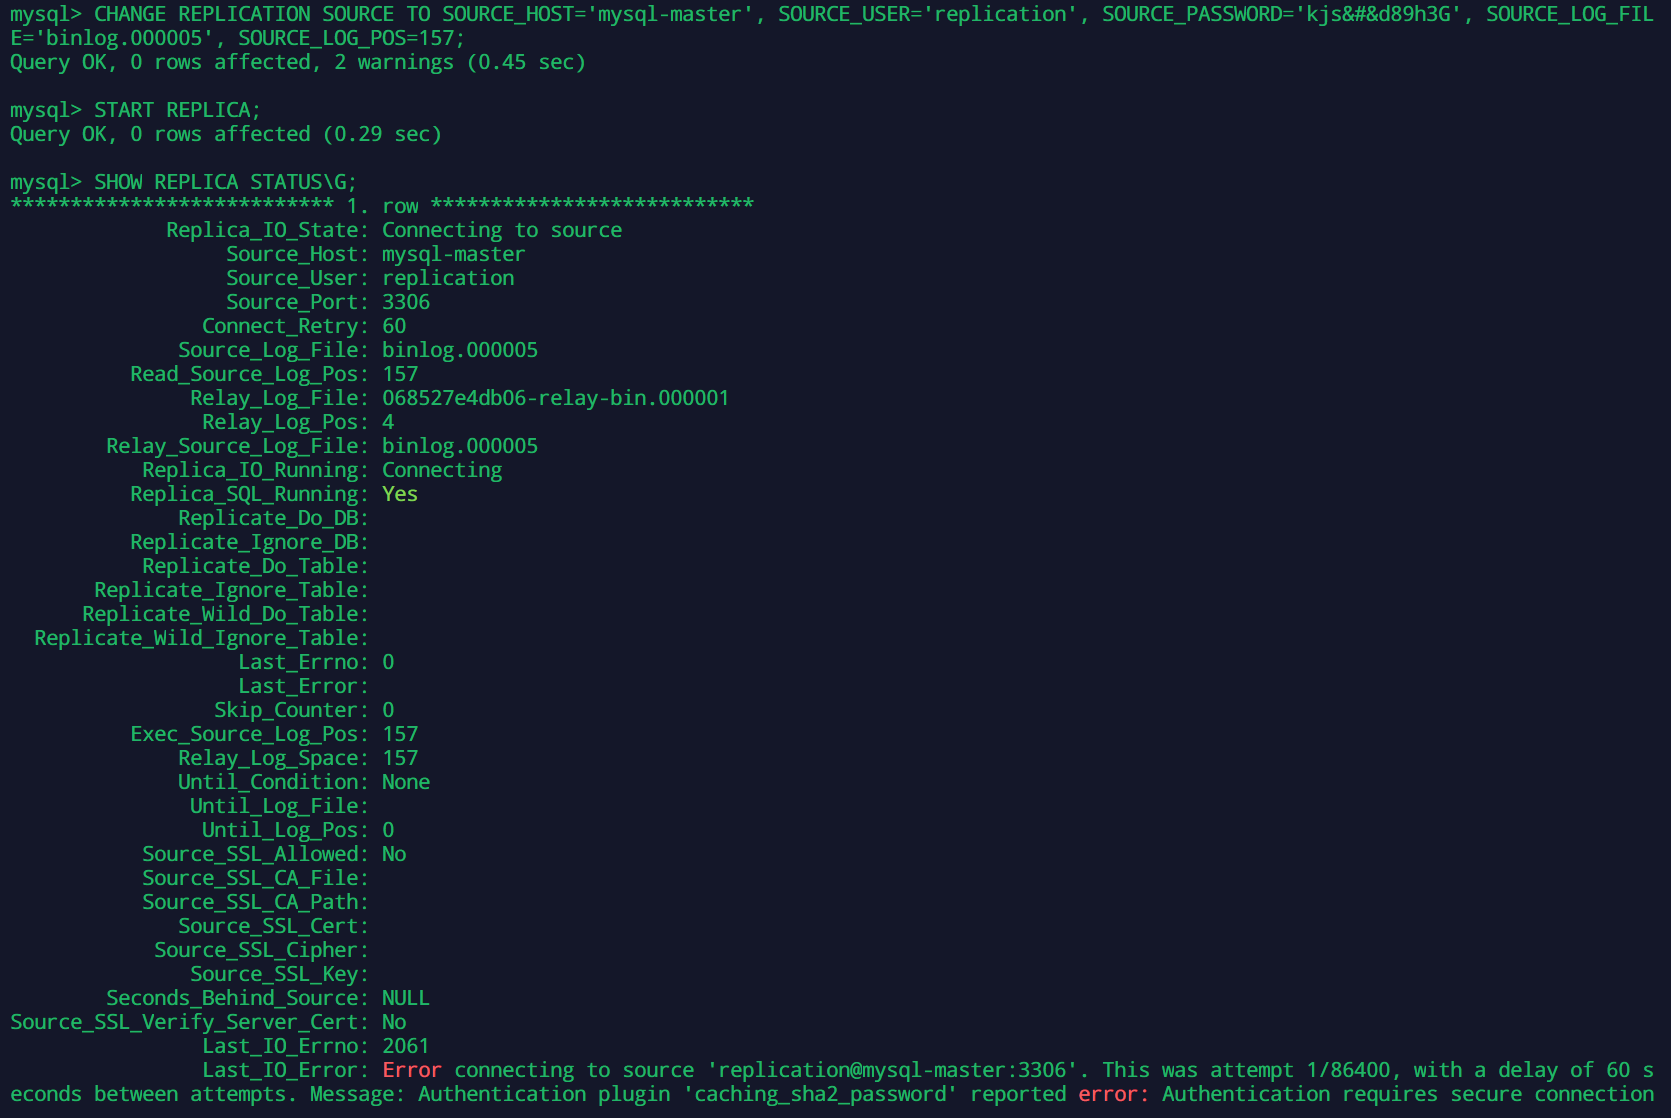 mysql> CHANGE REPLICATION SOURCE TO SOURCE_HOST='mysql-master', SOURCE_USER='replication', SOURCE_PASSWORD='kjs&#&d89h3G', SOURCE_LOG_FIL
E='binlog.000005', SOURCE_LOG_POS=157;
Query OK, 0 rows affected, 2 warnings (0.45 sec)
mysql> START REPLICA;
Query OK, 0 rows affected (0.29 sec)
mysql> SHOW REPLICA STATUS\G;
*************************** 1. row ***************************
Replica_IO_State: Connecting to source
Source_Host: mysql-master
Source_User: replication
Source_Port: 3306
Connect_Retry: 60
Source_Log_File: binlog.000005
Read_Source_Log_Pos: 157
Relay_Log_File: 068527e4db06-relay-bin.000001
Relay_Log_Pos: 4
Relay_Source_Log_File: binlog.000005
Replica_IO_Running: Connecting
Replica_SQL_Running: Yes
Replicate_Do_DB:
Replicate_Ignore_DB:
Replicate_Do_Table:
Replicate_Ignore_Table:
Replicate_Wild_Do_Table:
Replicate_Wild_Ignore_Table:
Last_Errno: 0
Last_Error:
Skip_Counter: 0
Exec_Source_Log_Pos: 157
Relay_Log_Space: 157
Until_Condition: None
Until_Log_File:
Until_Log_Pos: 0
Source_SSL_Allowed: No
Source_SSL_CA_File:
Source_SSL_CA_Path:
Source_SSL_Cert:
Source_SSL_Cipher:
Source_SSL_Key:
Seconds_Behind_Source: NULL
Source_SSL_Verify_Server_Cert: No
Last_IO_Errno: 2061
Last_IO_Error: Error connecting to source 'replication@mysql-master:3306'. This was attempt 1/86400, with a delay of 60 s
econds between attempts. Message: Authentication plugin 'caching_sha2_password' reported error: Authentication requires secure connection